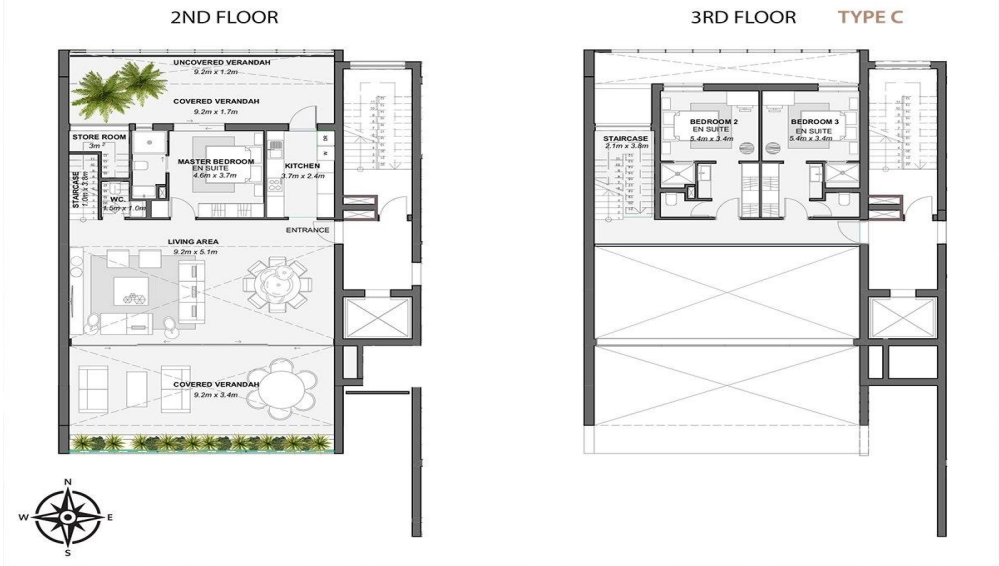 2ND FLOOR
3RD FLOOR TYPE C
UNCOVERED VERANDAH
9.2m x 1.2m
COVERED VERANDAH
9.2m x 1.7m
STORE ROOM
3m²
MASTER BEDROOM
EN SUITE
4.6m x 3.7m
KITCHEN
3.7m x 2.4m
STAIRCASE
1.0m x 3.8m
WC.
1.5m x 1.0m
ENTRANCE
LIVING AREA
9.2m x 5.1m
COVERED VERANDAH
9.2m x 3.4m
BEDROOM 2
EN SUITE
5.4m x 3.4m
BEDROOM 3
EN SUITE
5.4m x 3.4m
STAIRCASE
2.1m x 3.8m
N
W
E
S